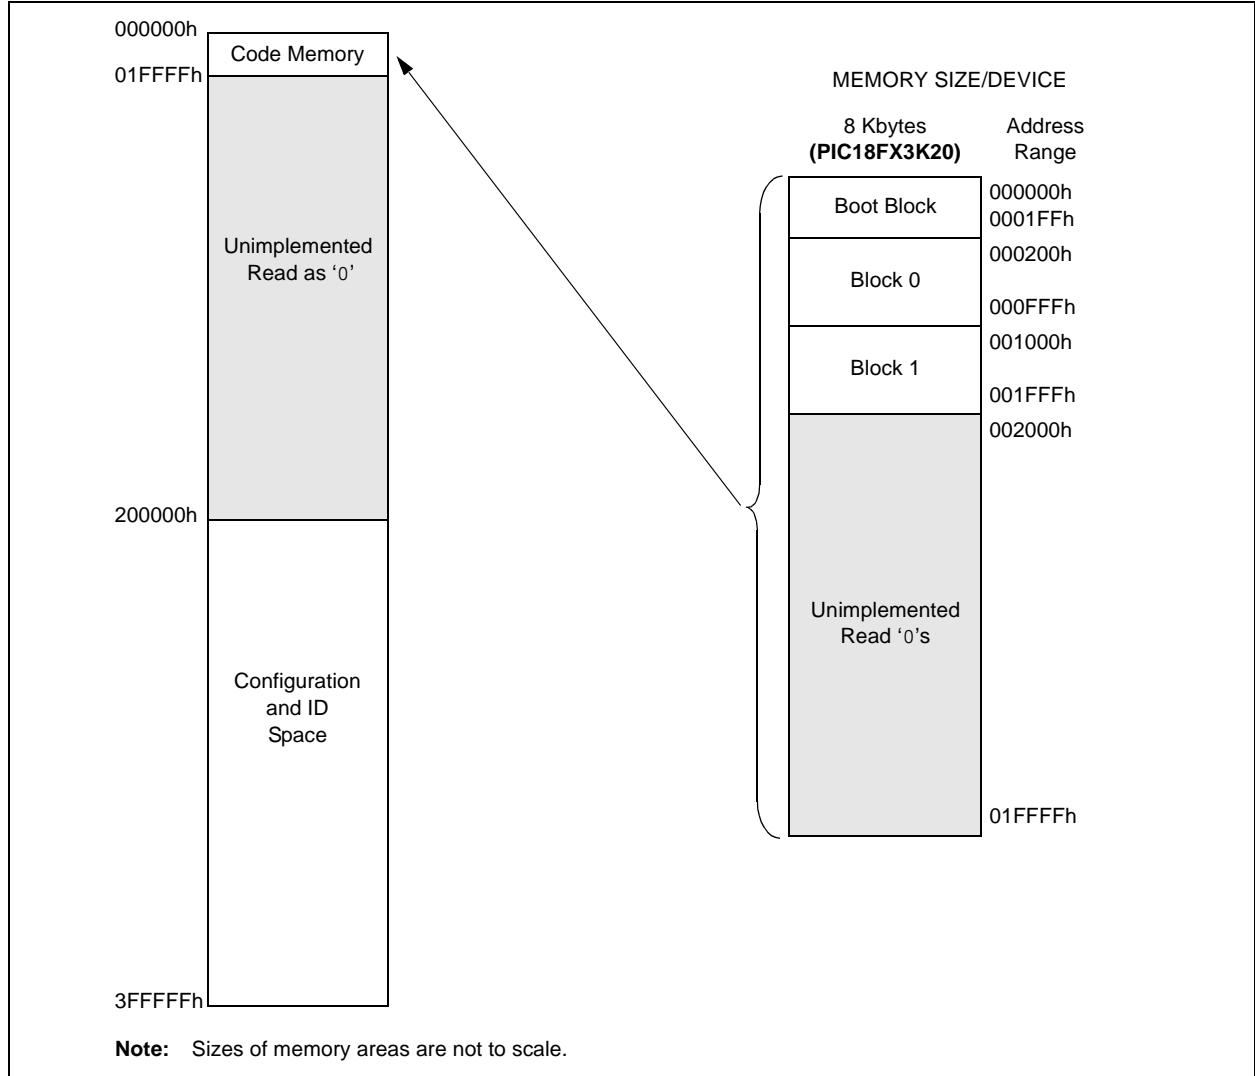 000000h
Code Memory
01FFFFh
Unimplemented
Read as ‘0’
200000h
Configuration
and ID
Space
3FFFFFh
MEMORY SIZE/DEVICE
8 Kbytes
(PIC18FX3K20)
Address
Range
Boot Block
000000h
0001FFh
Block 0
000200h
000FFFh
Block 1
001000h
001FFFh
002000h
Unimplemented
Read ‘0’s
01FFFFh
Note: Sizes of memory areas are not to scale.